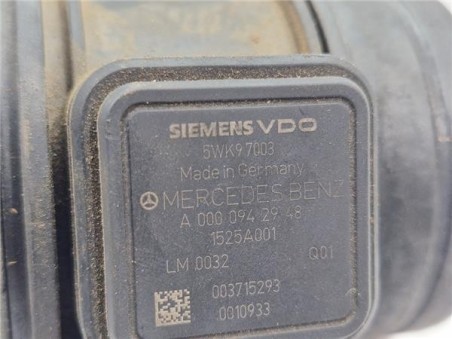 SIEMENS VDO
5WK97003
Made in Germany
MERCEDES BENZ
A 000 094 29 48
1525A001
LM 0032 Q01
003715293
0010933